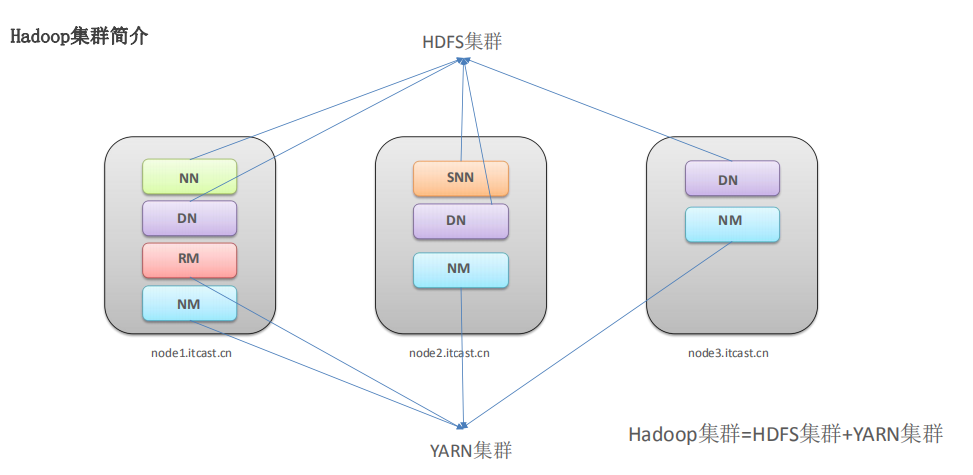 Hadoop集群简介
HDFS集群
NN
DN
RM
NM
node1.itcast.cn
SNN
DN
NM
node2.itcast.cn
DN
NM
node3.itcast.cn
YARN集群
Hadoop集群=HDFS集群+YARN集群